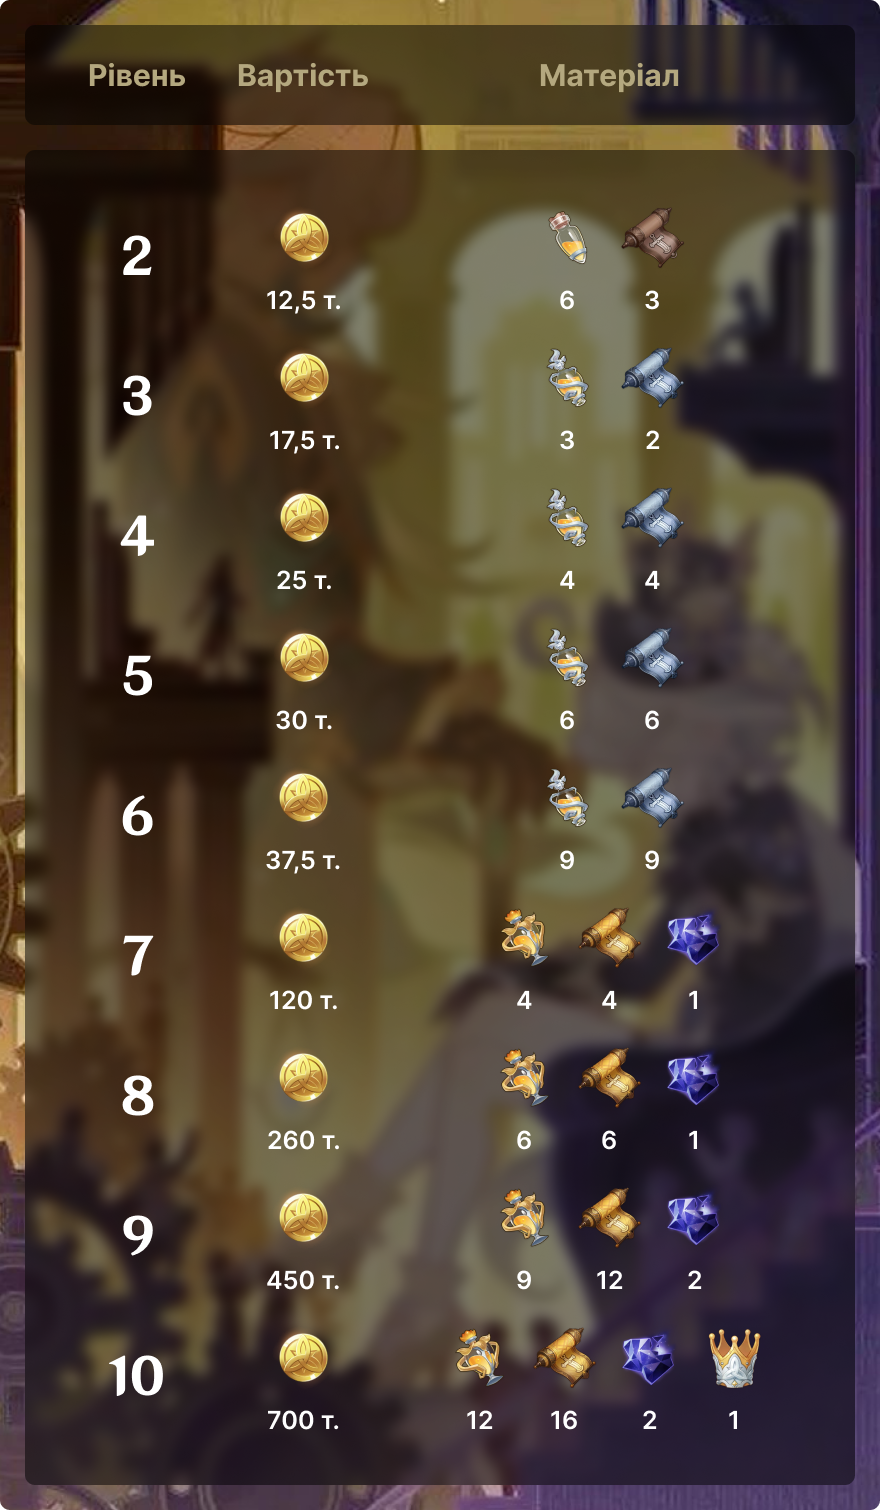 Рівень Вартість Матеріал
2
12,5 т. 6 3
3
17,5 т. 3 2
4
25 т. 4 4
5
30 т. 6 6
6
37,5 т. 9 9
7
120 т. 4 4 1
8
260 т. 6 6 1
9
450 т. 9 12 2
10
700 т. 12 16 2 1